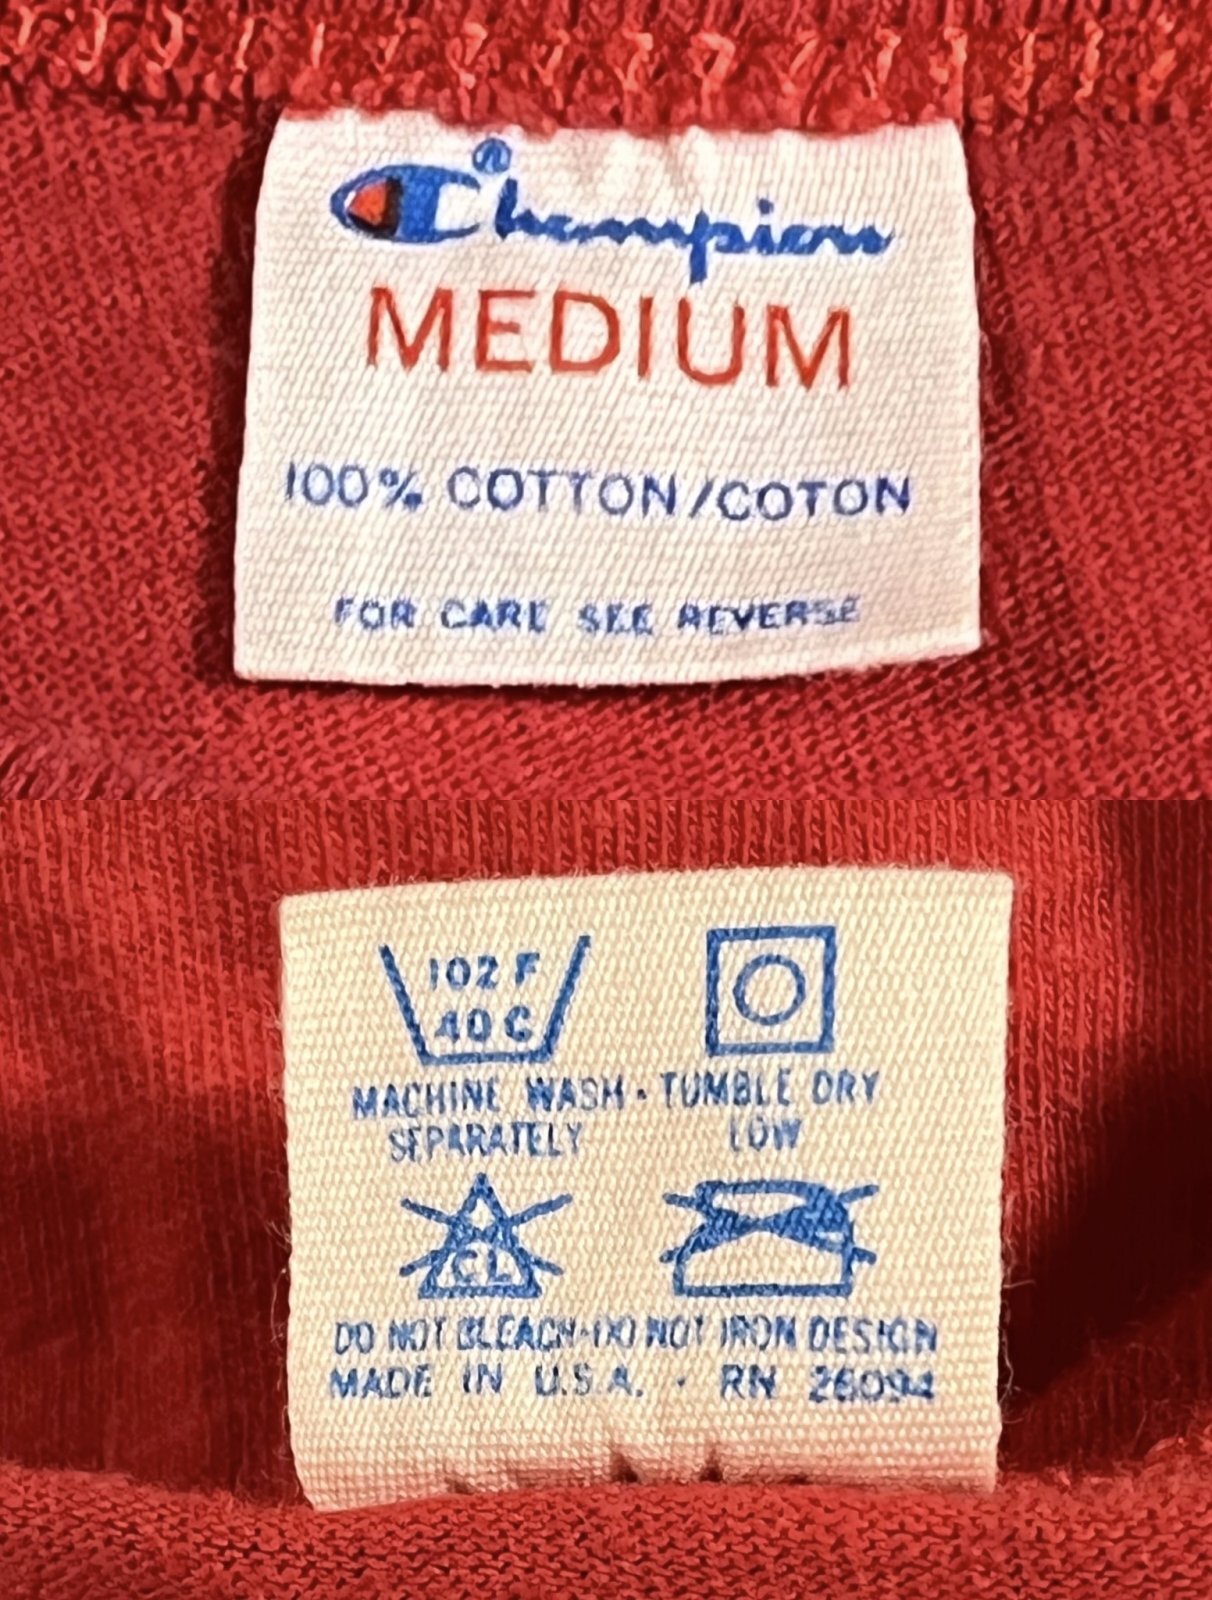 Champion®
MEDIUM
100% COTTON/COTON
FOR CARE SEE REVERSE
102 F
40 C
MACHINE WASH · TUMBLE DRY
SEPARATELY LOW
CL
DO NOT BLEACH·DO NOT IRON DESIGN
MADE IN U.S.A. · RN 26094